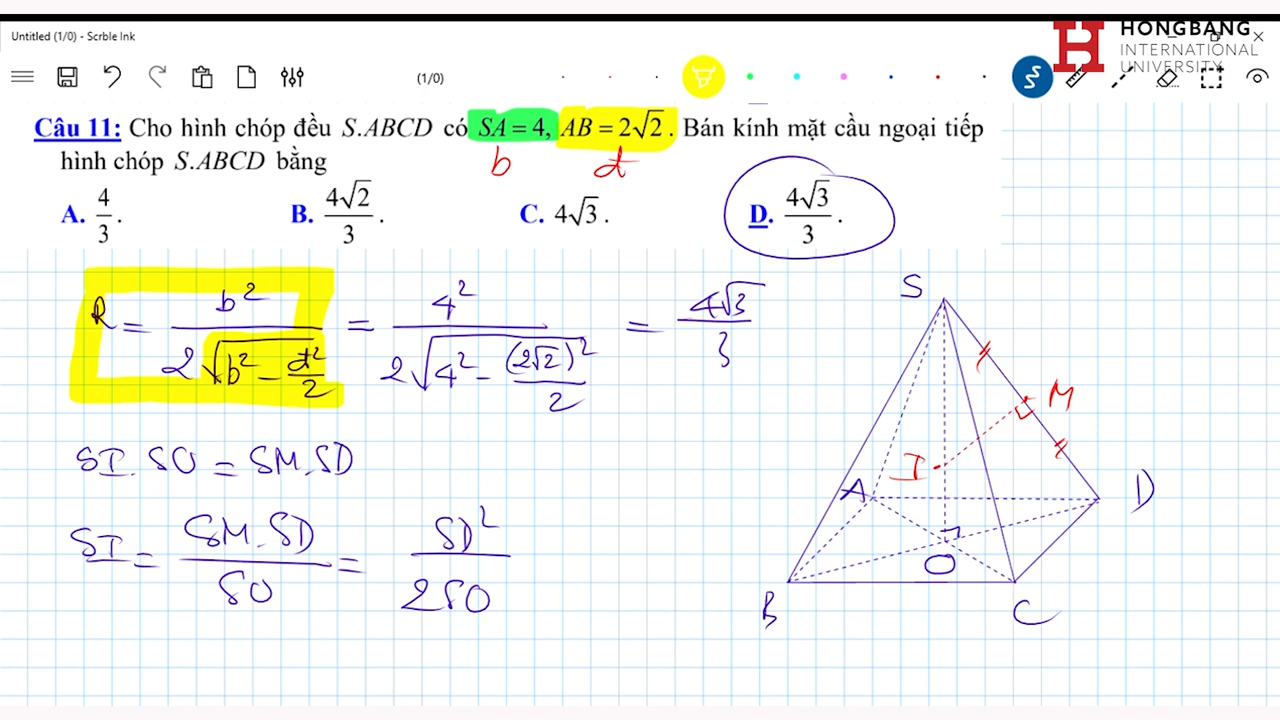 Untitled (1/0) - Scrble Ink
HONGBANG
INTERNATIONAL
UNIVERSITY
(1/0)
S
Câu 11: Cho hình chóp đều S.ABCD có SA = 4, AB = 2√2. Bán kính mặt cầu ngoại tiếp
hình chóp S.ABCD bằng
b đ
A. 4/3. B. 4√2/3. C. 4√3. D. 4√3/3.
R = b²/(2√(b² - đ²/2)) = 4²/(2√(4² - (2√2)²/2)) = 4√3/3
SI.SO = SM.SD
SI = SM.SD/SO = SD²/2SO
S
M
I
A
D
O
B
C